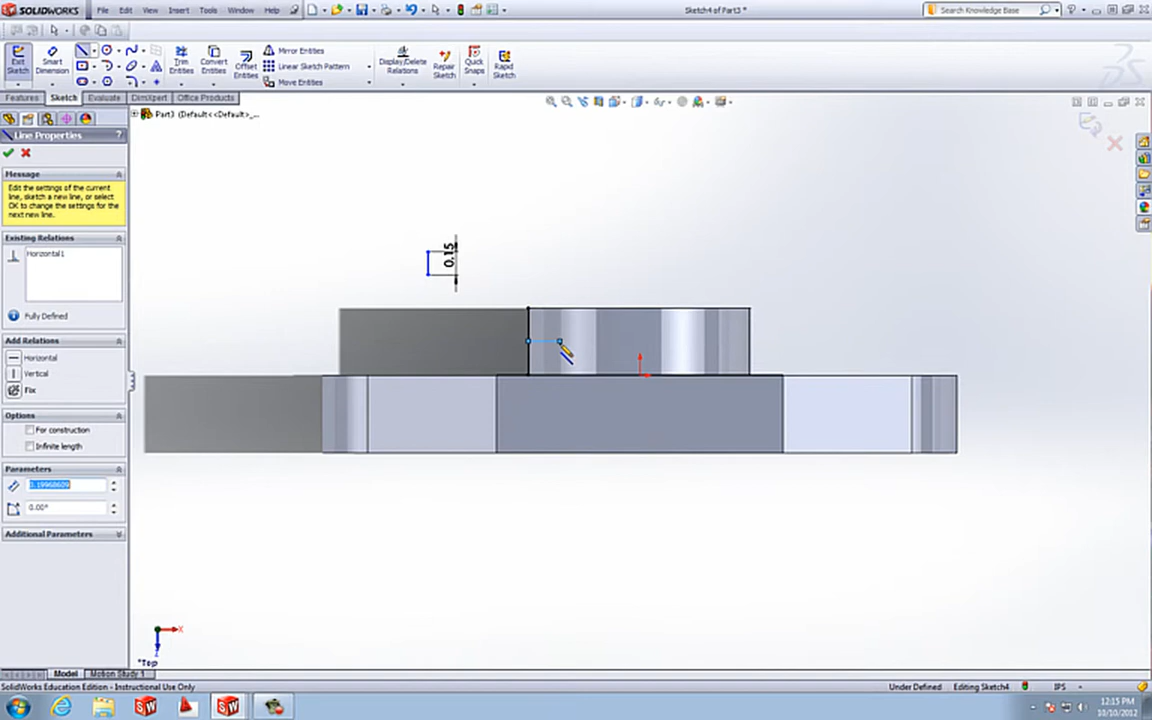 SOLIDWORKS
File Edit View Insert Tools Window Help
Sketch4 of Part3 *
Search Knowledge Base
Exit Sketch
Smart Dimension
Trim Entities
Convert Entities
Offset Entities
Mirror Entities
Linear Sketch Pattern
Move Entities
Display/Delete Relations
Repair Sketch
Quick Snaps
Rapid Sketch
Features Sketch Evaluate DimXpert Office Products
Part3 (Default<<Default>_...
Line Properties ?
Message
Edit the settings of the current
line, sketch a new line, or select
OK to change the settings for the
next new line.
Existing Relations
Horizontal1
Fully Defined
Add Relations
Horizontal
Vertical
Fix
Options
For construction
Infinite length
Parameters
0.00°
Additional Parameters
0.15
X
*Top
Model Motion Study 1
SolidWorks Education Edition - Instructional Use Only
Under Defined Editing Sketch4 IPS
12:15 PM
10/10/2012